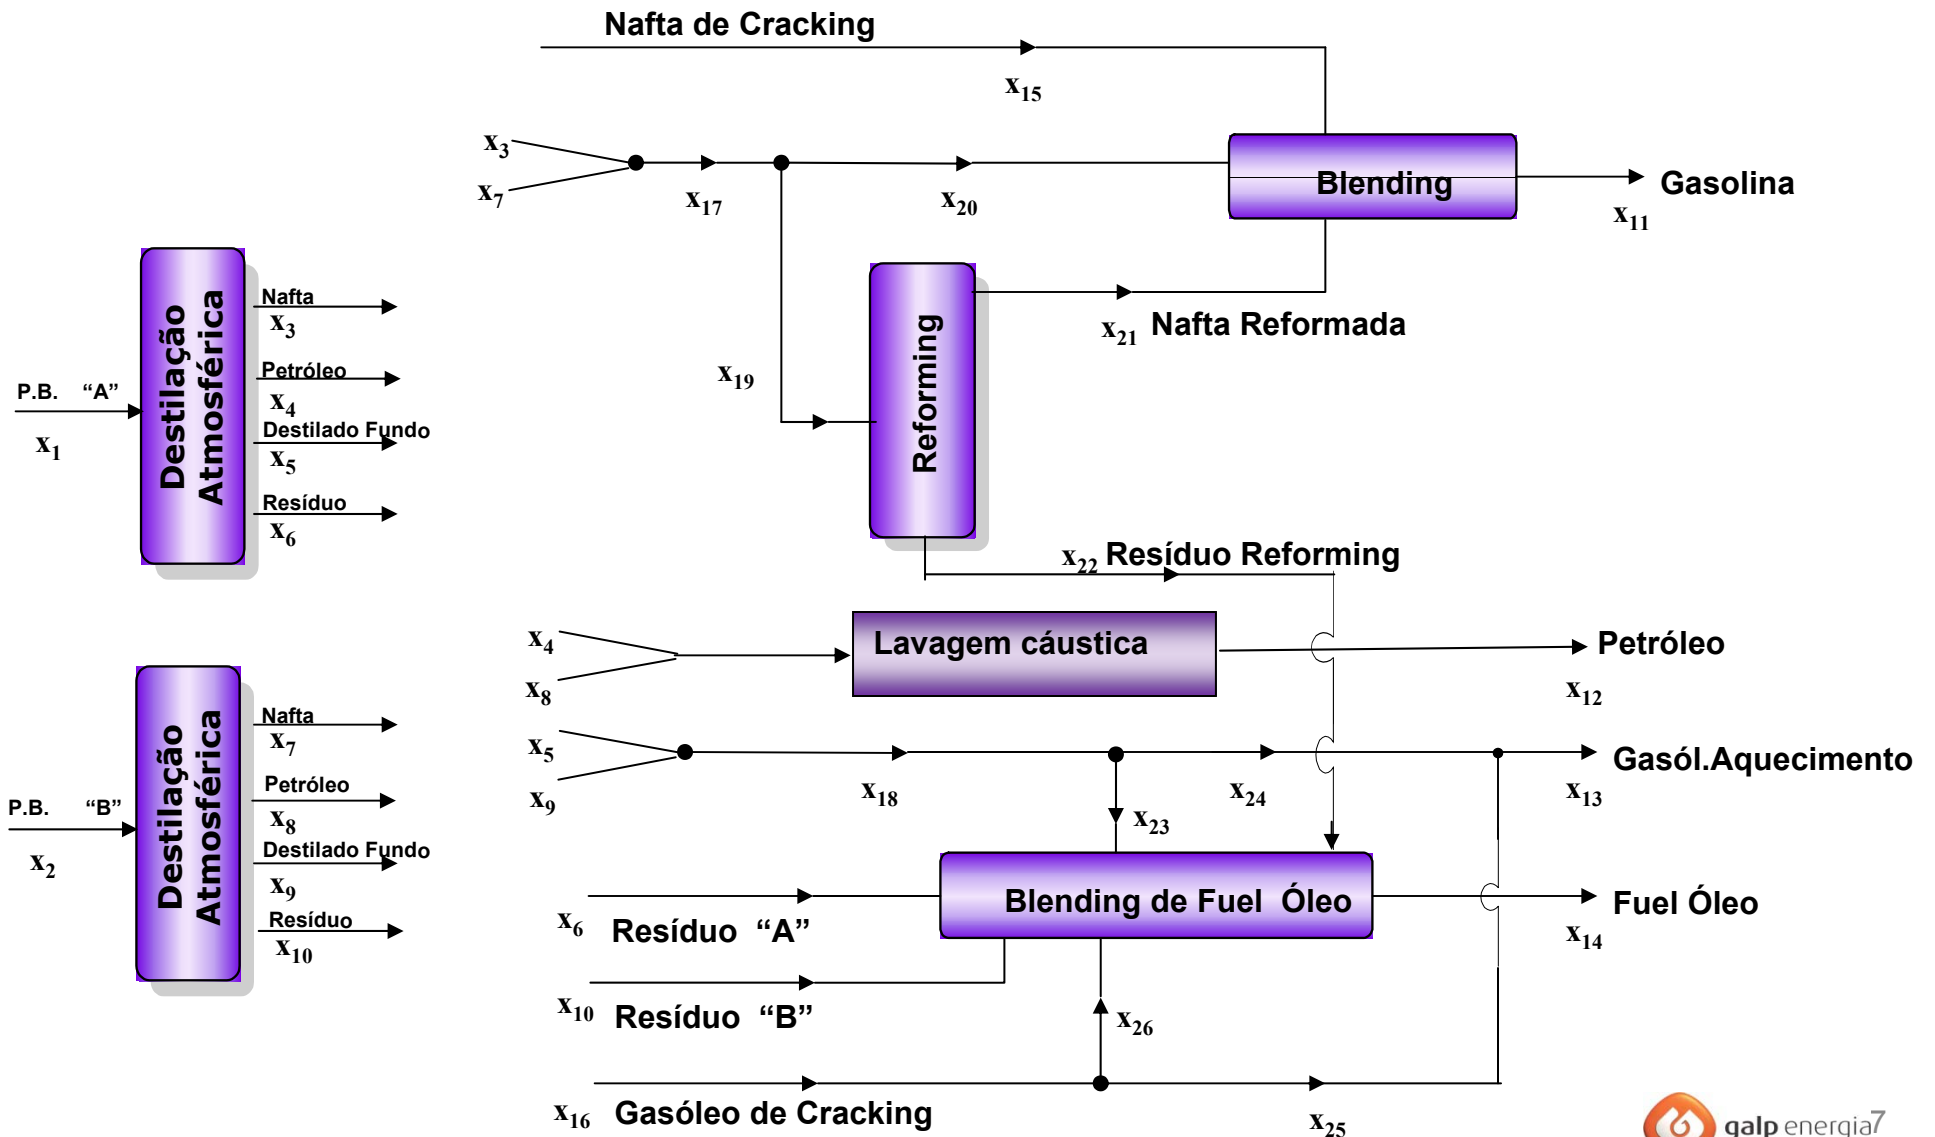 Nafta de Cracking
x15
x3
x7
x17
x20
Blending
Gasolina
x11
Destilação
Atmosférica
P.B. “A”
x1
Nafta
x3
Petróleo
x4
Destilado Fundo
x5
Resíduo
x6
x19
Reforming
x21 Nafta Reformada
x22 Resíduo Reforming
x4
x8
Lavagem cáustica
Petróleo
x12
Destilação
Atmosférica
P.B. “B”
x2
Nafta
x7
Petróleo
x8
Destilado Fundo
x9
Resíduo
x10
x5
x9
x18
x24
Gasól.Aquecimento
x13
x23
Blending de Fuel Óleo
Fuel Óleo
x14
x6 Resíduo “A”
x10 Resíduo “B”
x26
x16 Gasóleo de Cracking
x25
galp energia
7